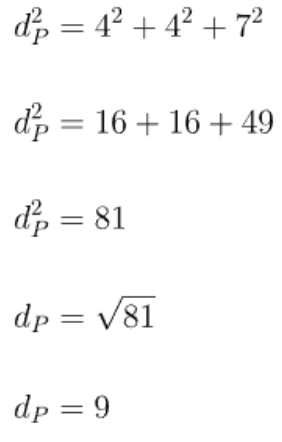 d_P^2 = 4^2 + 4^2 + 7^2
d_P^2 = 16 + 16 + 49
d_P^2 = 81
d_P = √81
d_P = 9